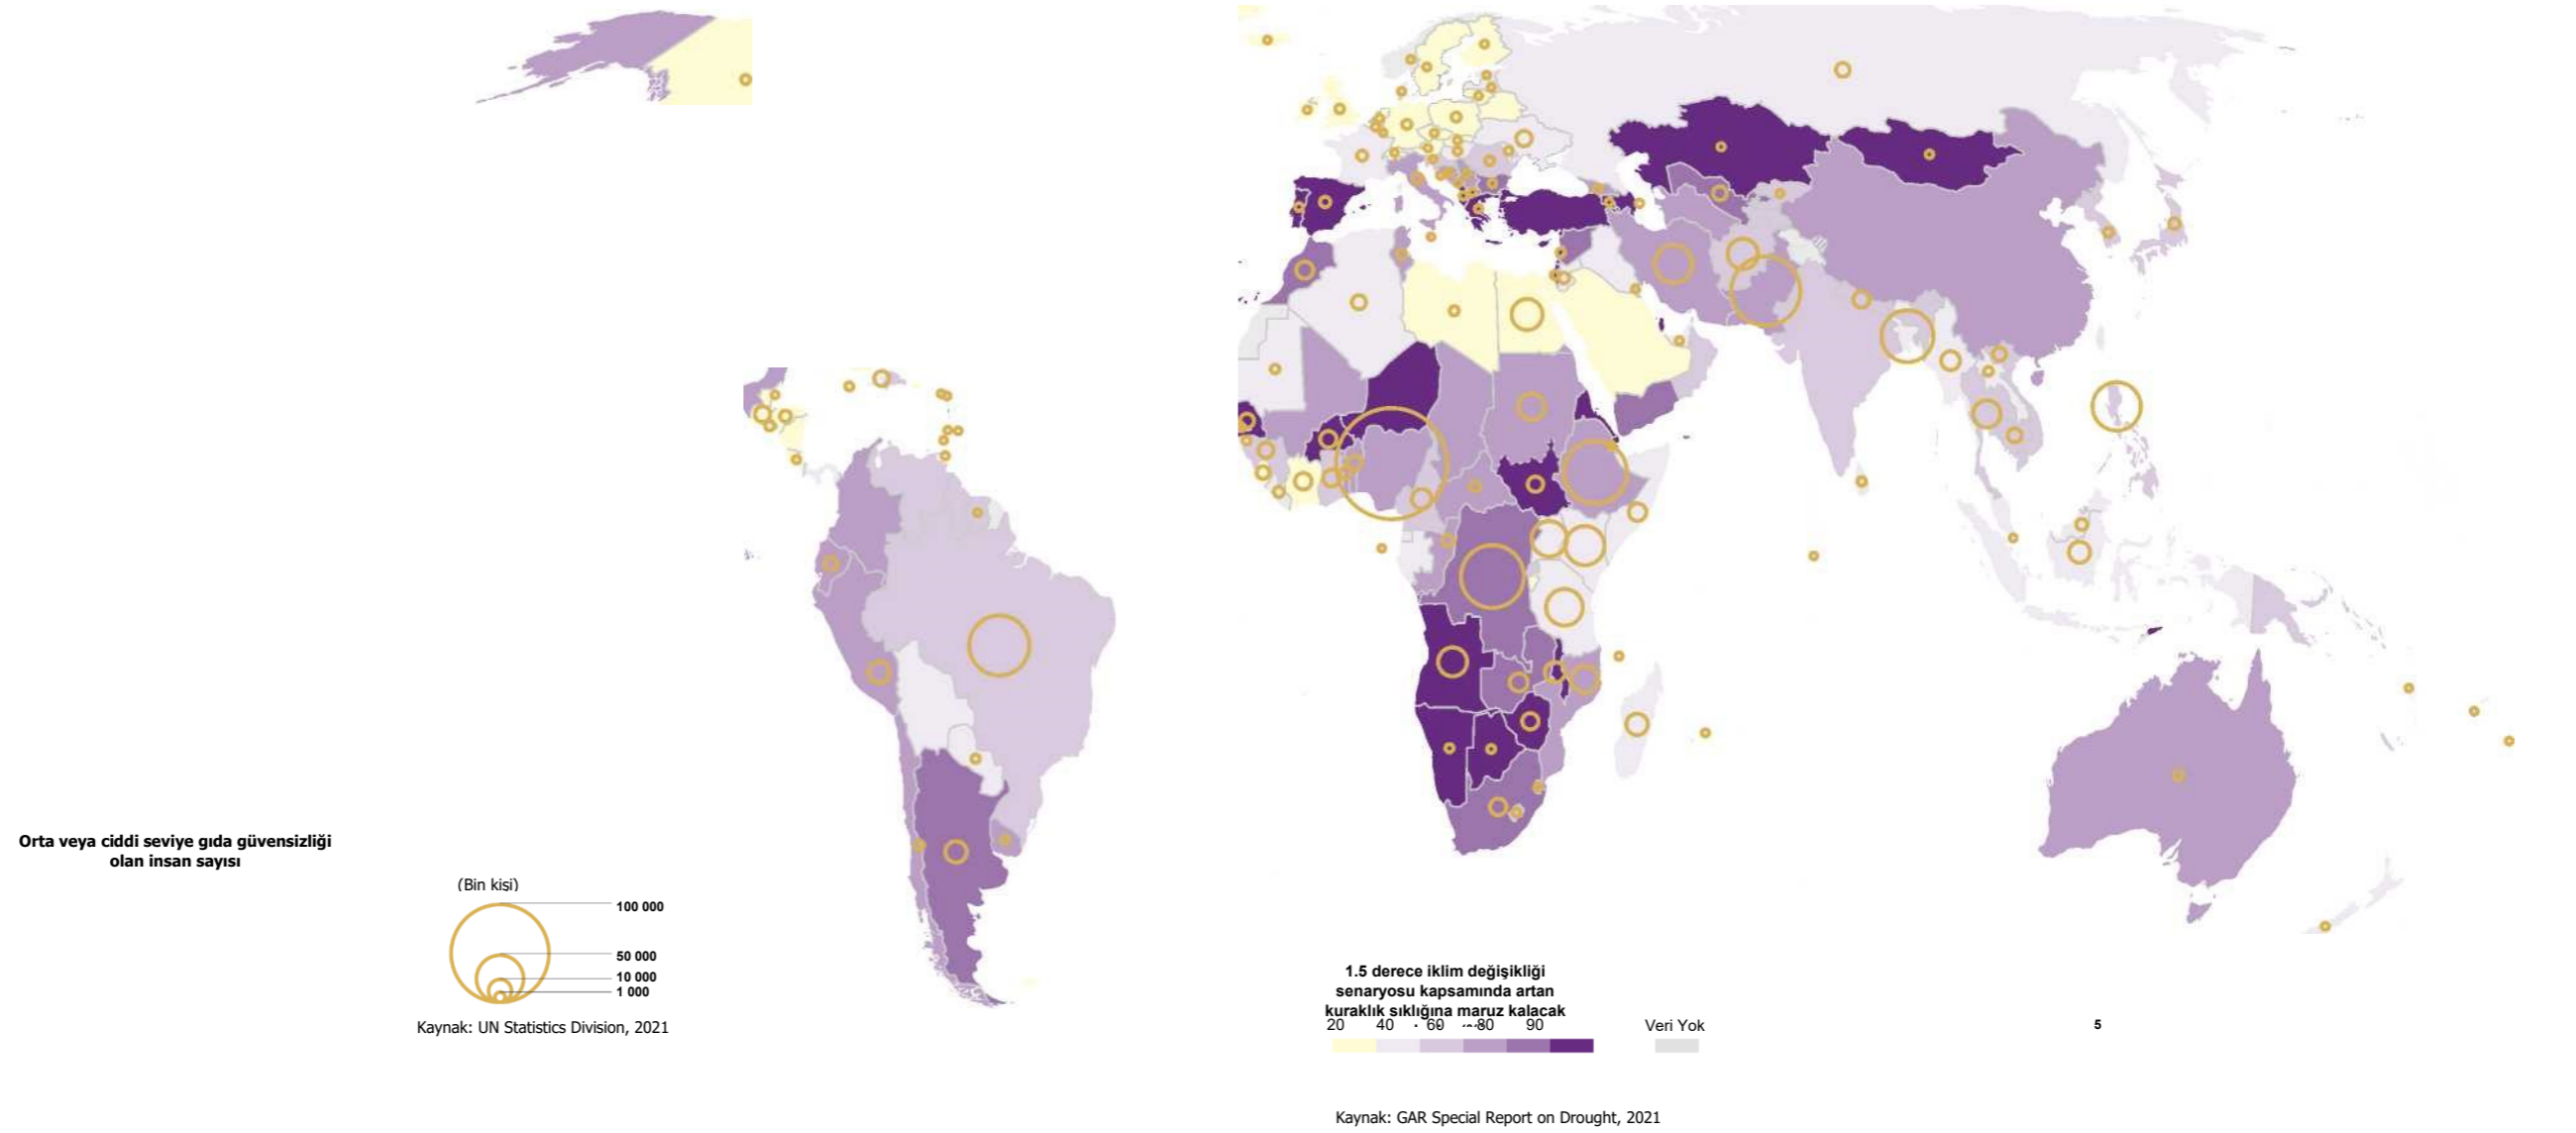 Orta veya ciddi seviye gıda güvensizliği
olan insan sayısı
(Bin kisi)
100 000
50 000
10 000
1 000
Kaynak: UN Statistics Division, 2021
1.5 derece iklim değişikliği
senaryosu kapsamında artan
kuraklık sıklığına maruz kalacak
20 40 60 80 90
Veri Yok
5
Kaynak: GAR Special Report on Drought, 2021